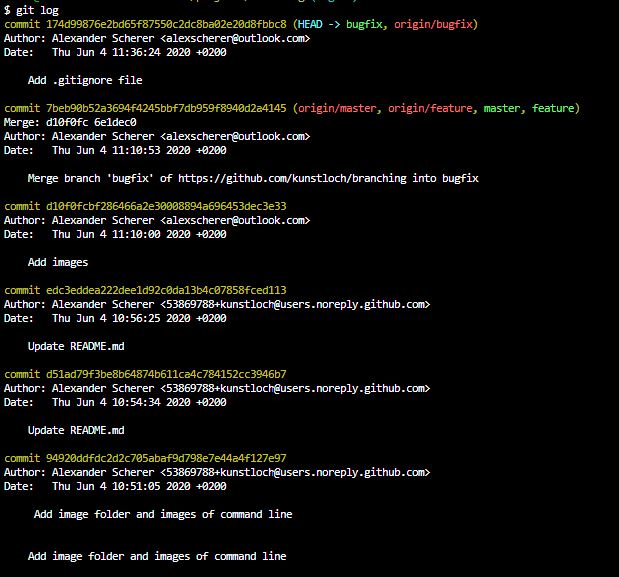 $ git log
commit 174d99876e2bd65f87550c2dc8ba02e20d8fbbc8 (HEAD -> bugfix, origin/bugfix)
Author: Alexander Scherer <alexscherer@outlook.com>
Date:   Thu Jun 4 11:36:24 2020 +0200
Add .gitignore file
commit 7beb90b52a3694f4245bbf7db959f8940d2a4145 (origin/master, origin/feature, master, feature)
Merge: d10f0fc 6e1dec0
Author: Alexander Scherer <alexscherer@outlook.com>
Date:   Thu Jun 4 11:10:53 2020 +0200
Merge branch 'bugfix' of https://github.com/kunstloch/branching into bugfix
commit d10f0fcbf286466a2e30008894a696453dec3e33
Author: Alexander Scherer <alexscherer@outlook.com>
Date:   Thu Jun 4 11:10:00 2020 +0200
Add images
commit edc3eddea222dee1d92c0da13b4c07858fced113
Author: Alexander Scherer <53869788+kunstloch@users.noreply.github.com>
Date:   Thu Jun 4 10:56:25 2020 +0200
Update README.md
commit d51ad79f3be8b64874b611ca4c784152cc3946b7
Author: Alexander Scherer <53869788+kunstloch@users.noreply.github.com>
Date:   Thu Jun 4 10:54:34 2020 +0200
Update README.md
commit 94920ddfdc2d2c705abaf9d798e7e44a4f127e97
Author: Alexander Scherer <53869788+kunstloch@users.noreply.github.com>
Date:   Thu Jun 4 10:51:05 2020 +0200
Add image folder and images of command line
Add image folder and images of command line